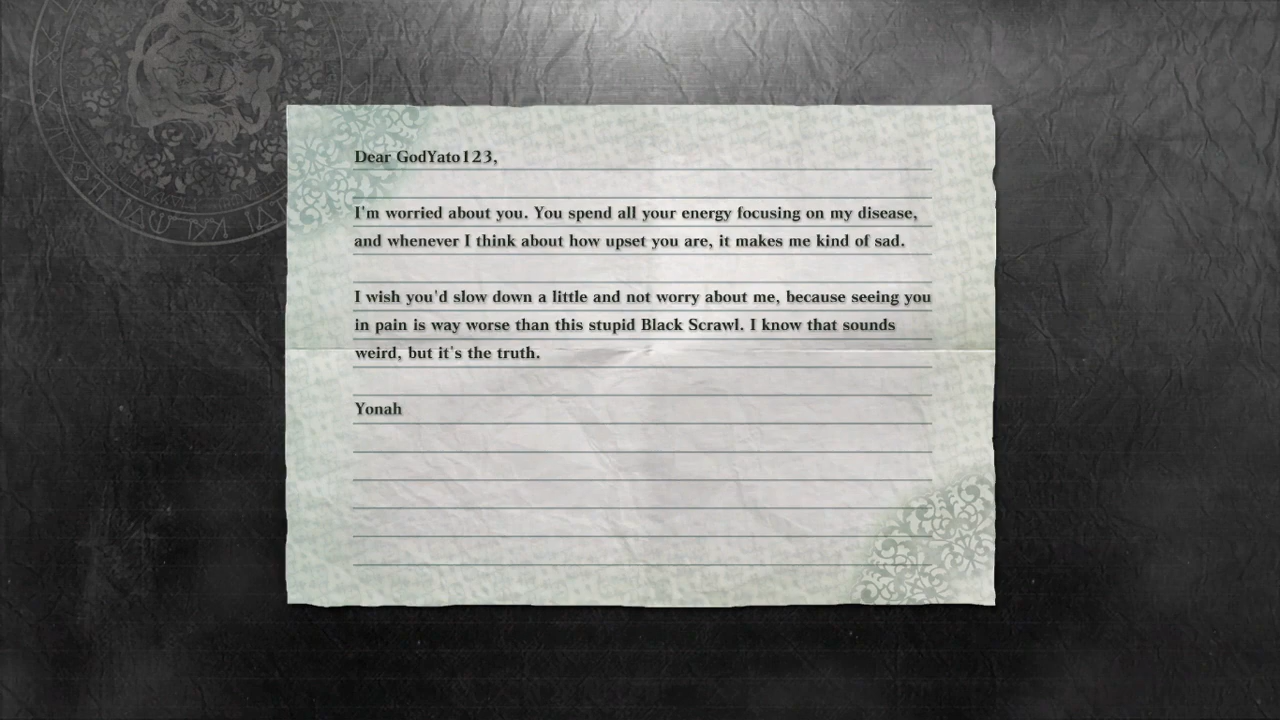 Dear GodYato123,
I'm worried about you. You spend all your energy focusing on my disease,
and whenever I think about how upset you are, it makes me kind of sad.
I wish you'd slow down a little and not worry about me, because seeing you
in pain is way worse than this stupid Black Scrawl. I know that sounds
weird, but it's the truth.
Yonah